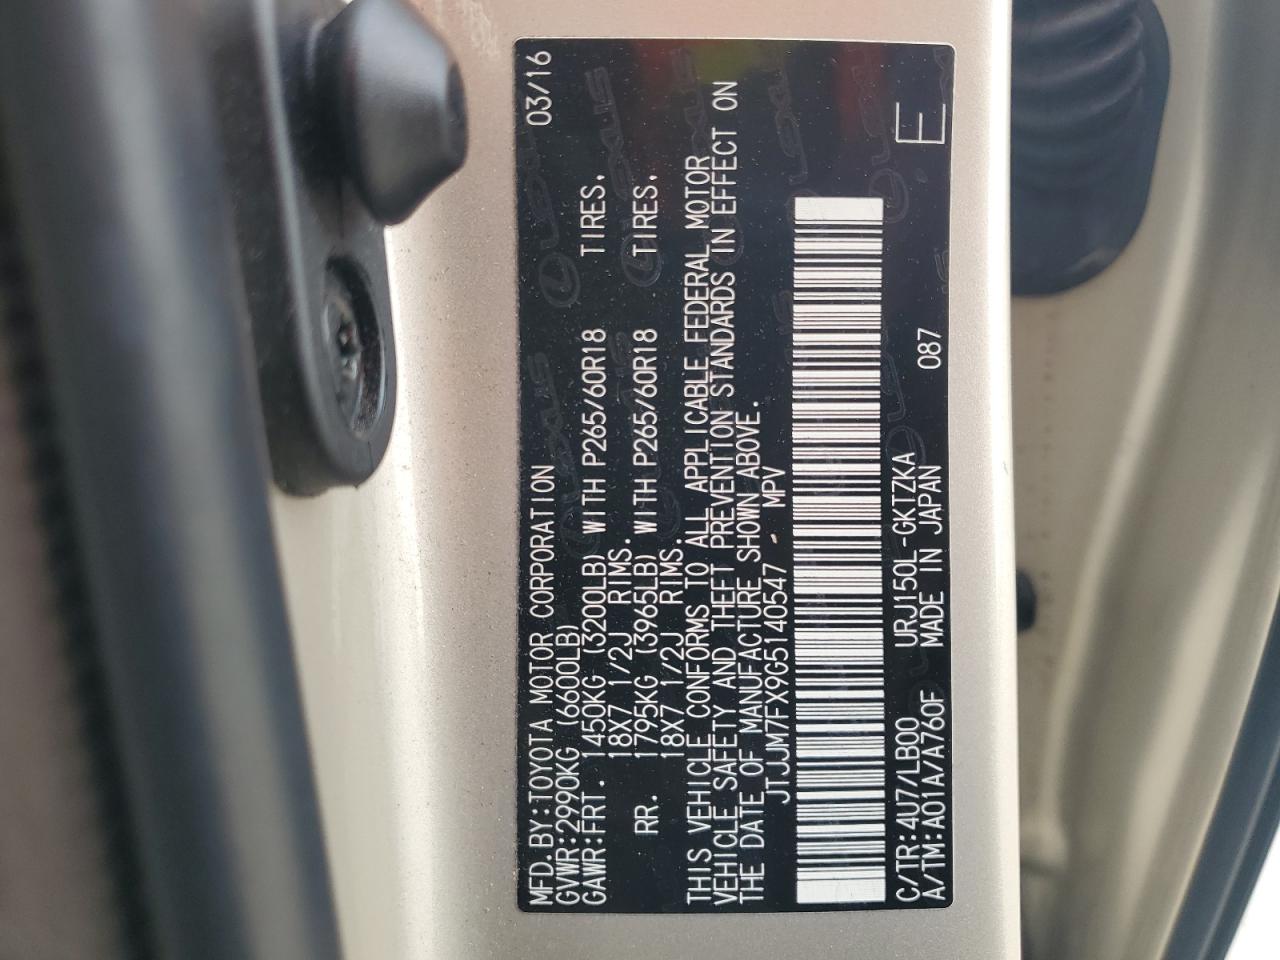 MFD.BY:TOYOTA MOTOR CORPORATION 03/16
GVWR:2990KG (6600LB)
GAWR:FRT. 1450KG (3200LB) WITH P265/60R18 TIRES.
18X7 1/2J RIMS.
RR. 1795KG (3965LB) WITH P265/60R18 TIRES.
18X7 1/2J RIMS.
THIS VEHICLE CONFORMS TO ALL APPLICABLE FEDERAL MOTOR
VEHICLE SAFETY AND THEFT PREVENTION STANDARDS IN EFFECT ON
THE DATE OF MANUFACTURE SHOWN ABOVE.
JTJJM7FX9G5140547 - MPV
C/TR:4U7/LB00 URJ150L-GKTZKA E
A/TM:A01A/A760F MADE IN JAPAN 087